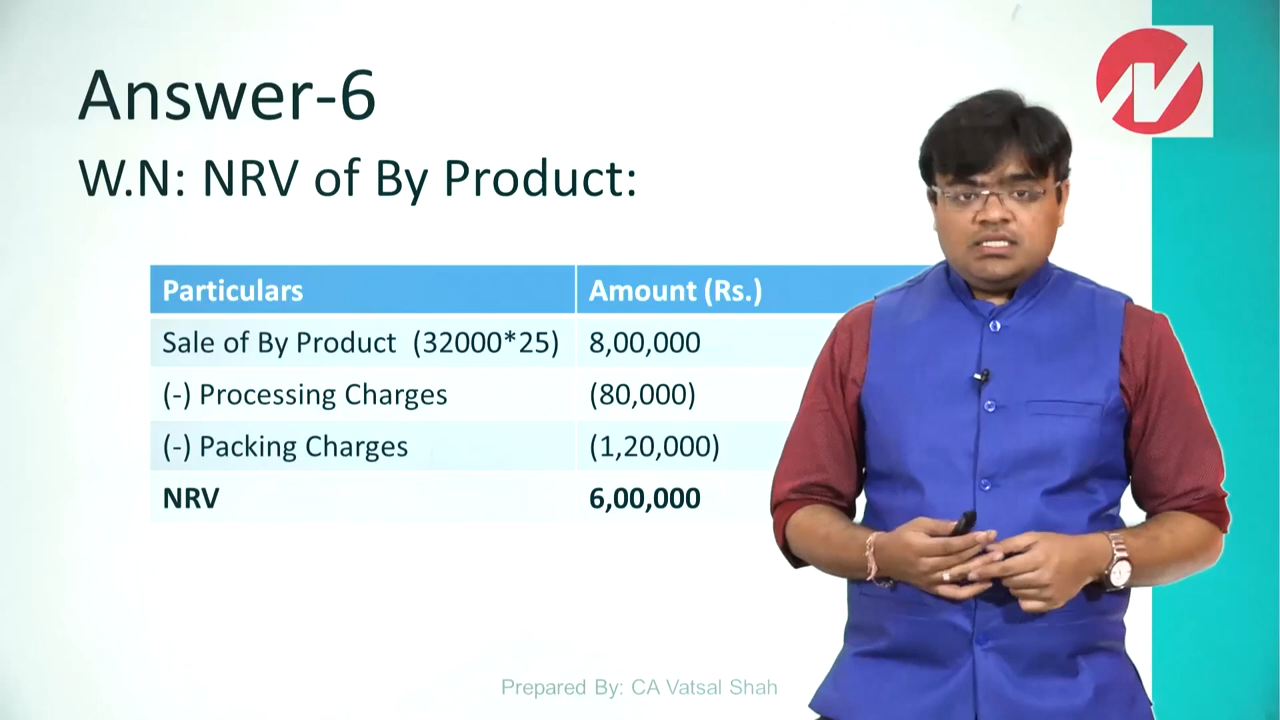 Answer-6
W.N: NRV of By Product:
Particulars Amount (Rs.)
Sale of By Product (32000*25) 8,00,000
(-) Processing Charges (80,000)
(-) Packing Charges (1,20,000)
NRV 6,00,000
Prepared By: CA Vatsal Shah